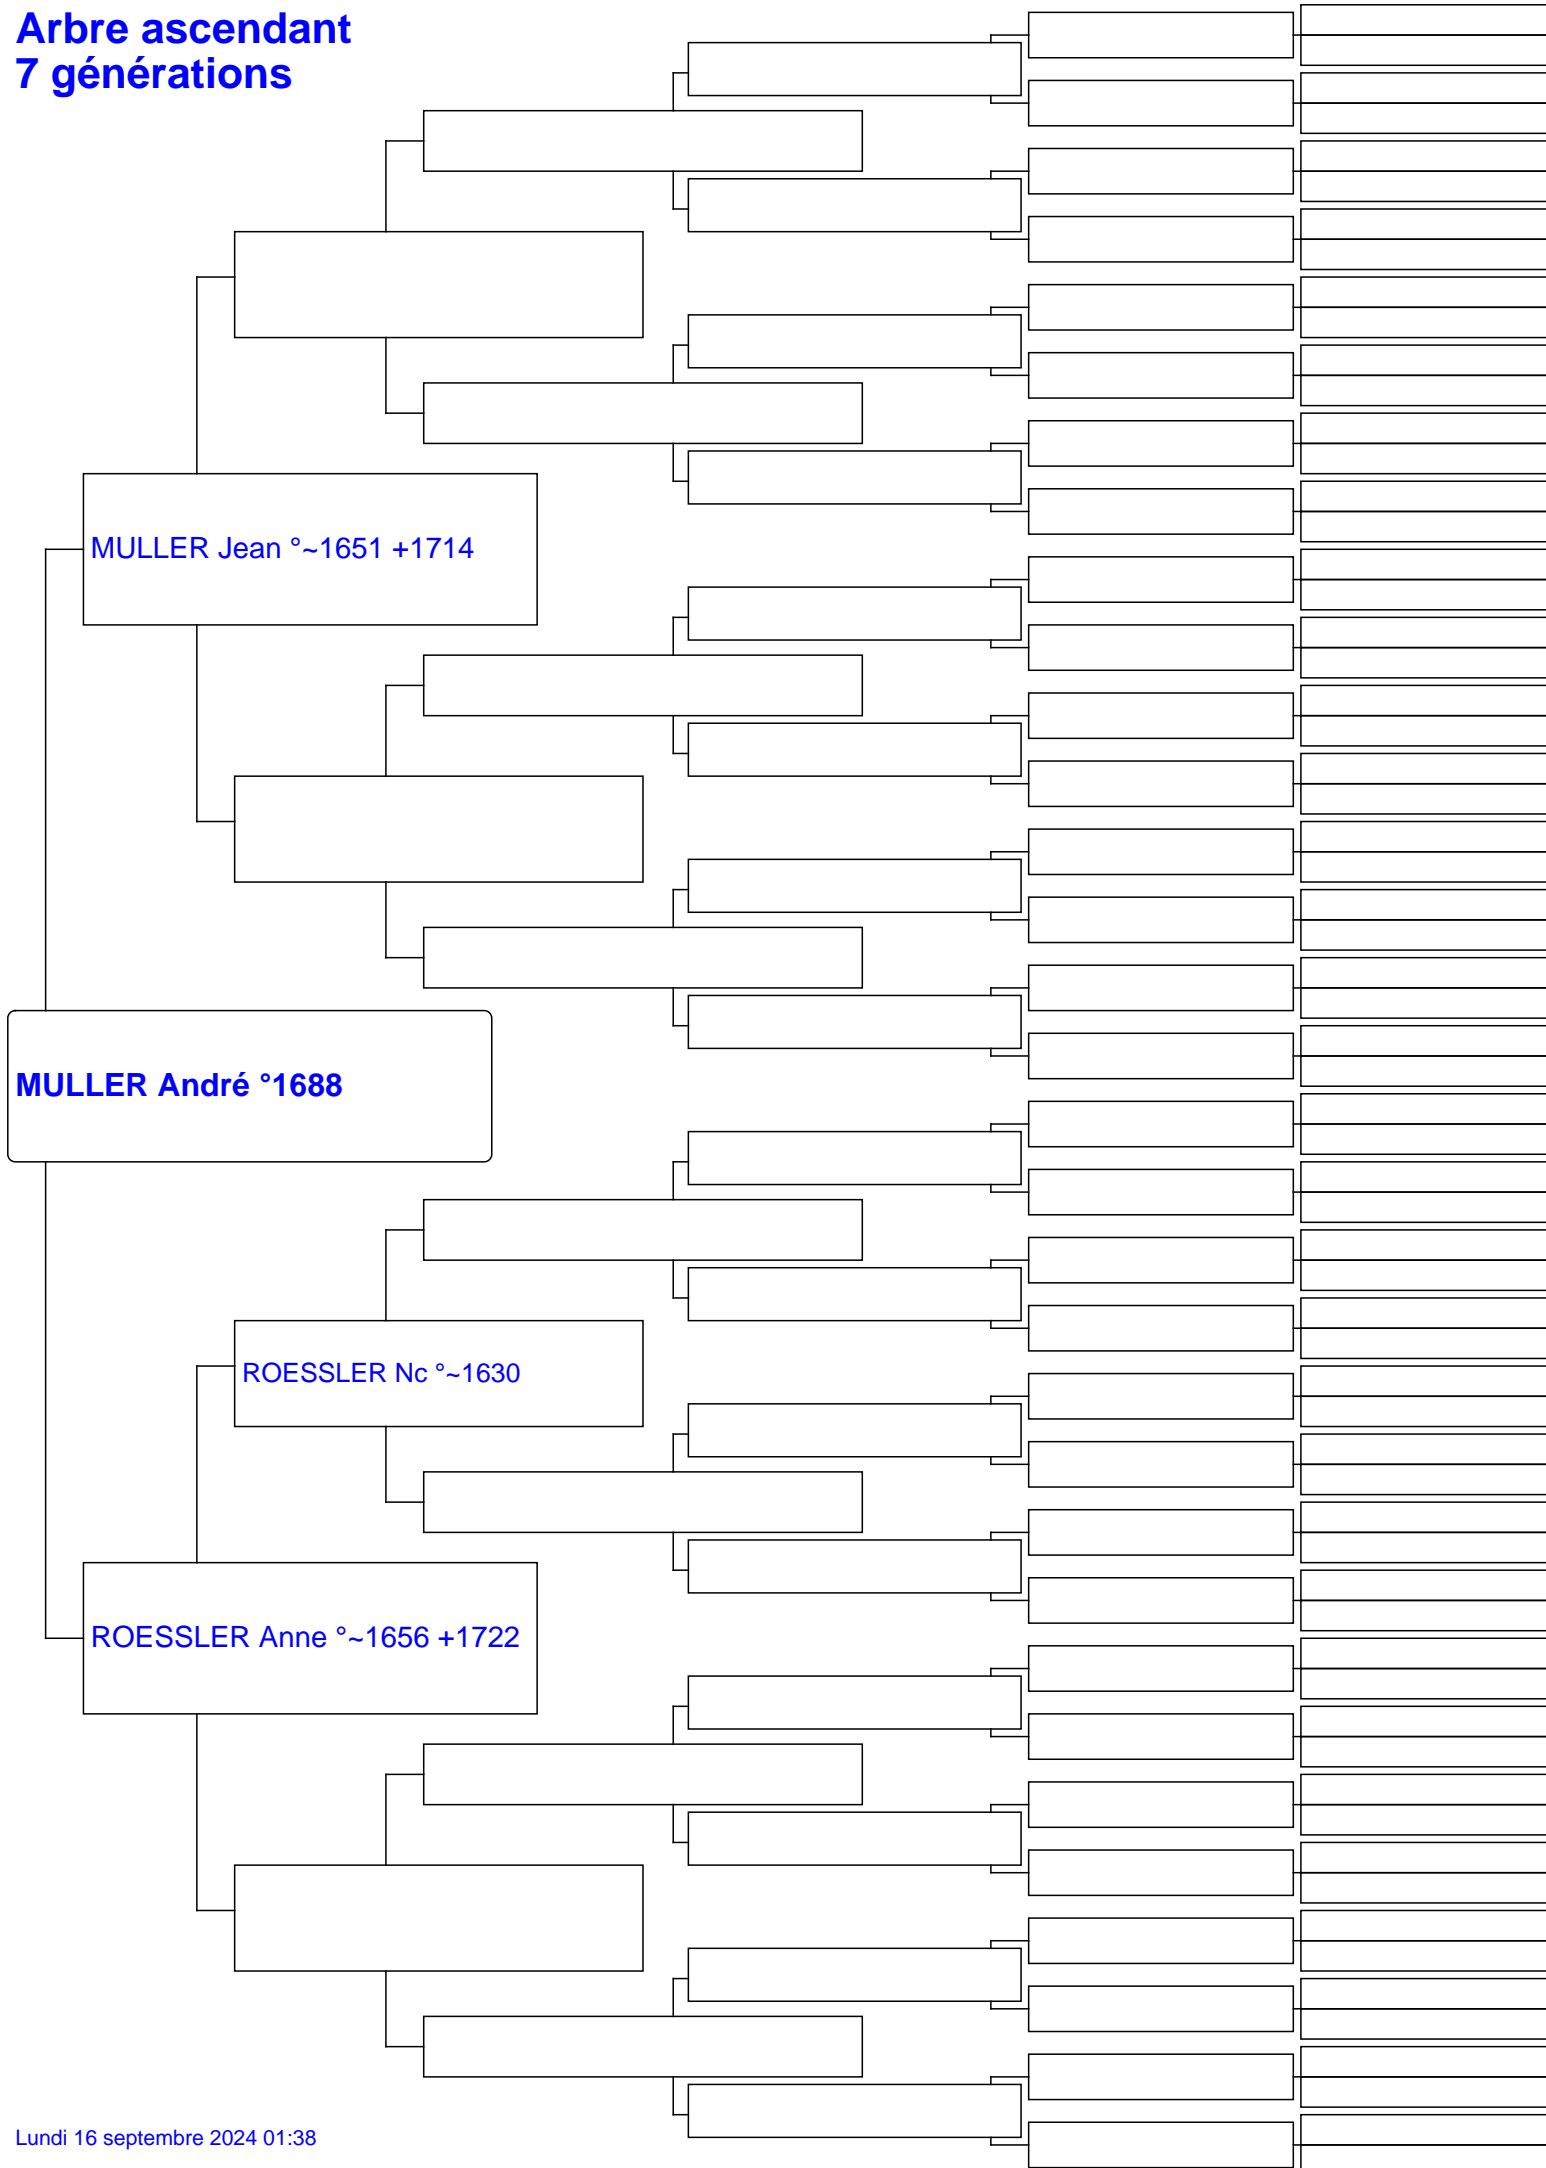 Arbre ascendant
7 générations
MULLER Jean °~1651 +1714
MULLER André °1688
ROESSLER Nc °~1630
ROESSLER Anne °~1656 +1722
Lundi 16 septembre 2024 01:38